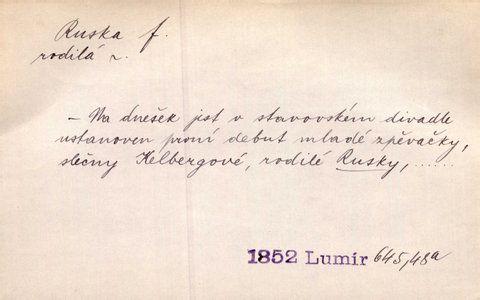 Ruska f.
rodilá r.
– Na dnešek jst v stavovském divadle
ustanoven první debut mladé zpěvačky,
slečny Helbergové, rodilé Rusky, ......
1852 Lumír 645,48a